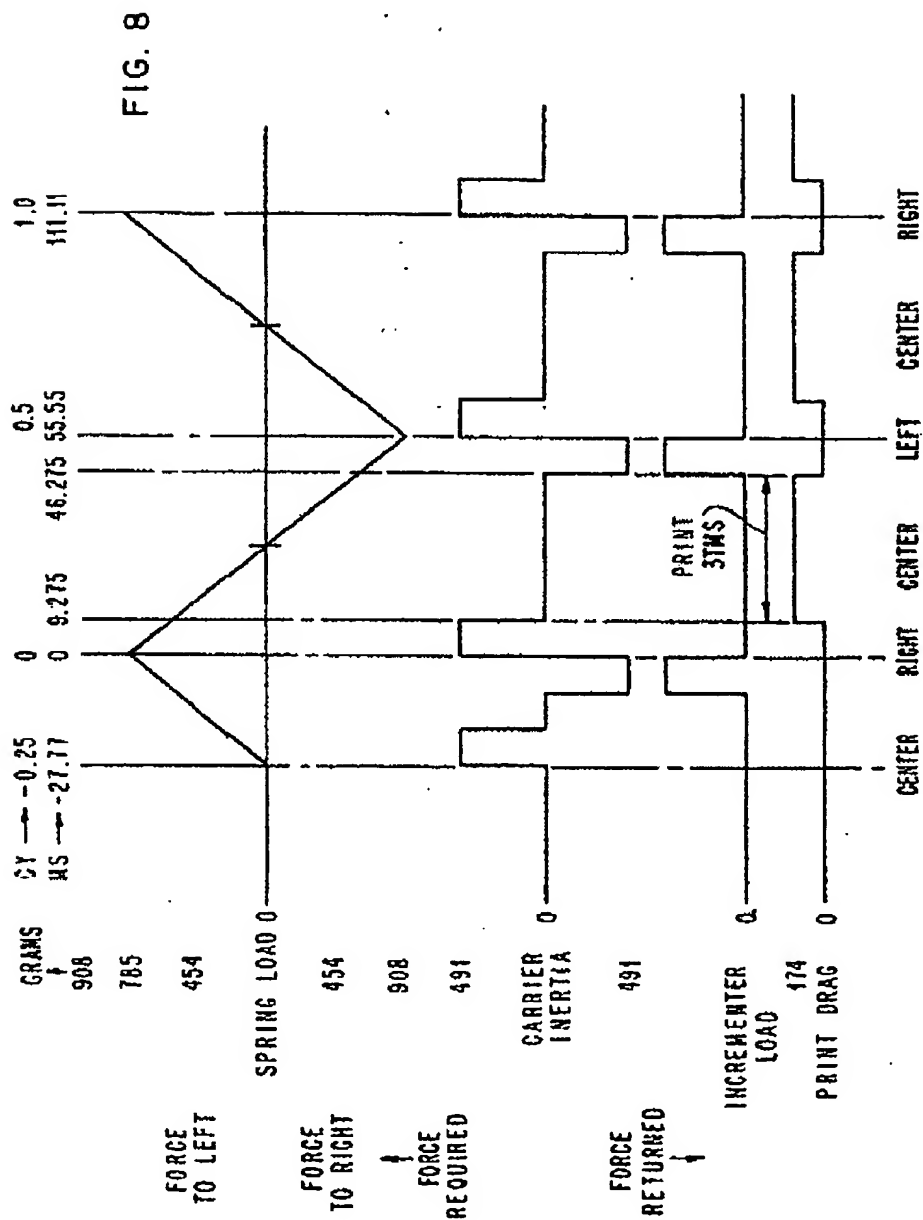 FIG. 8
CY → -0.25 0 0.5 1.0
MS → -27.77 0 9.275 46.275 55.55 111.11
GRAMS
908
785
454
SPRING LOAD 0
454
908
491
CARRIER INERTIA 0
491
INCREMENTER LOAD 0
174
PRINT DRAG 0
FORCE TO LEFT
FORCE TO RIGHT
FORCE REQUIRED
FORCE RETURNED
PRINT
37MS
CENTER RIGHT CENTER LEFT CENTER RIGHT